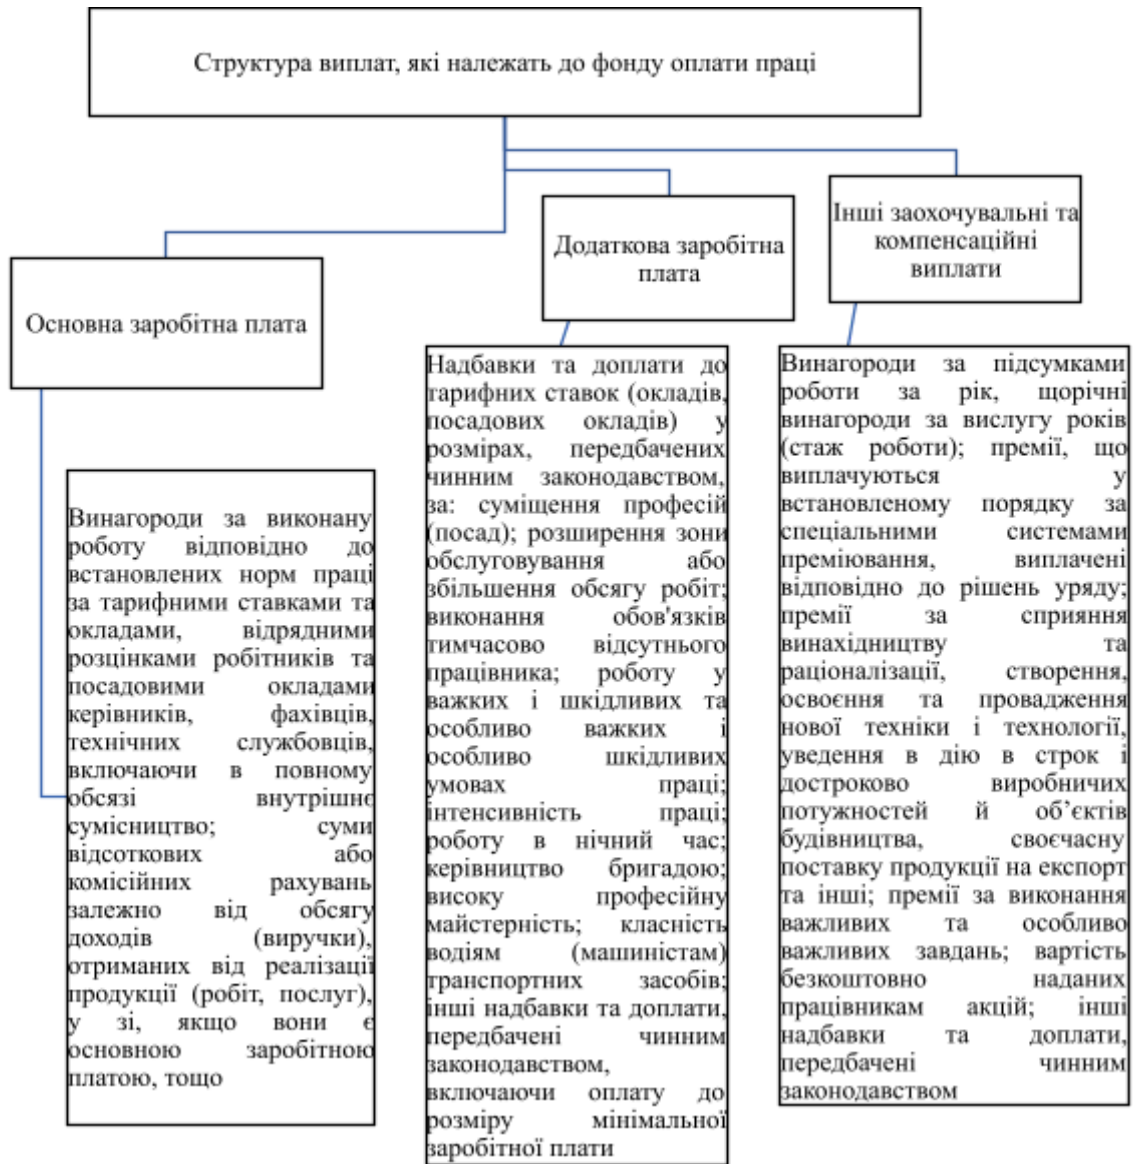 Структура виплат, які належать до фонду оплати праці
Основна заробітна плата
Додаткова заробітна
плата
Інші заохочувальні та
компенсаційні
виплати
Винагороди за виконану
роботу відповідно до
встановлених норм праці
за тарифними ставками та
окладами, відрядними
розцінками робітників та
посадовими окладами
керівників, фахівців,
технічних службовців,
включаючи в повному
обсязі внутрішнє
сумісництво; суми
відсоткових або
комісійних рахувань
залежно від обсягу
доходів (виручки),
отриманих від реалізації
продукції (робіт, послуг),
у зі, якщо вони є
основною заробітною
платою, тощо
Надбавки та доплати до
тарифних ставок (окладів,
посадових окладів) у
розмірах, передбачених
чинним законодавством,
за: суміщення професій
(посад); розширення зони
обслуговування або
збільшення обсягу робіт;
виконання обов'язків
тимчасово відсутнього
працівника; роботу у
важких і шкідливих та
особливо важких і
особливо шкідливих
умовах праці;
інтенсивність праці;
роботу в нічний час;
керівництво бригадою;
високу професійну
майстерність; класність
водіям (машиністам)
транспортних засобів;
інші надбавки та доплати,
передбачені чинним
законодавством,
включаючи оплату до
розміру мінімальної
заробітної плати
Винагороди за підсумками
роботи за рік, щорічні
винагороди за вислугу років
(стаж роботи); премії, що
виплачуються у
встановленому порядку за
спеціальними системами
преміювання, виплачені
відповідно до рішень уряду;
премії за сприяння
винахідництву та
раціоналізації, створення,
освоєння та провадження
нової техніки і технології,
уведення в дію в строк і
достроково виробничих
потужностей й об’єктів
будівництва, своєчасну
поставку продукції на експорт
та інші; премії за виконання
важливих та особливо
важливих завдань; вартість
безкоштовно наданих
працівникам акцій; інші
надбавки та доплати,
передбачені чинним
законодавством